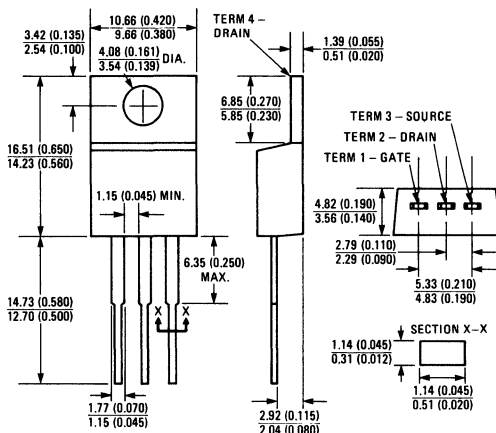 10.66 (0.420)
9.66 (0.380)
TERM 4 –
DRAIN
3.42 (0.135)
2.54 (0.100)
4.08 (0.161)
3.54 (0.139)
DIA.
1.39 (0.055)
0.51 (0.020)
6.85 (0.270)
5.85 (0.230)
TERM 3 – SOURCE
TERM 2 – DRAIN
TERM 1 – GATE
16.51 (0.650)
14.23 (0.560)
1.15 (0.045) MIN.
4.82 (0.190)
3.56 (0.140)
6.35 (0.250)
MAX.
2.79 (0.110)
2.29 (0.090)
5.33 (0.210)
4.83 (0.190)
14.73 (0.580)
12.70 (0.500)
X X
SECTION X–X
1.14 (0.045)
0.31 (0.012)
1.77 (0.070)
1.15 (0.045)
2.92 (0.115)
2.04 (0.080)
1.14 (0.045)
0.51 (0.020)